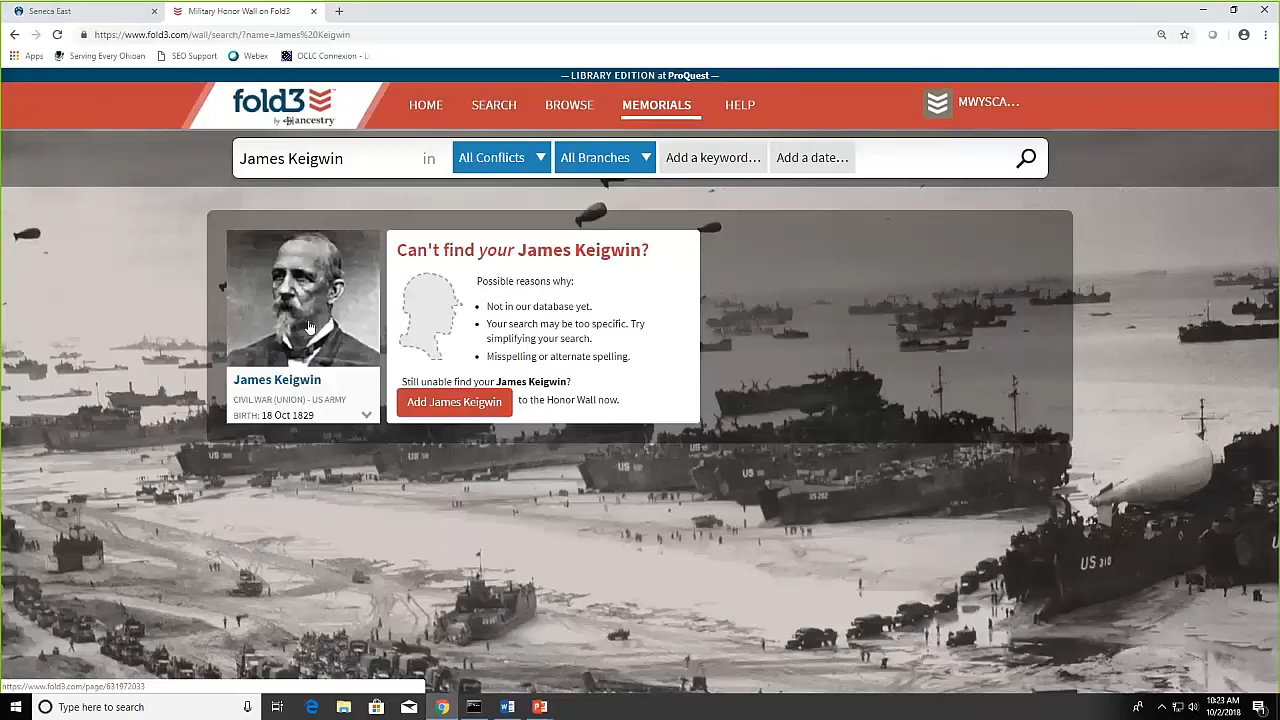 Seneca East
Military Honor Wall on Fold3
https://www.fold3.com/wall/search/?name=James%20Keigwin
Apps
Serving Every Ohioan
SEO Support
Webex
OCLC Connexion - L
— LIBRARY EDITION at ProQuest —
fold3
by ancestry
HOME
SEARCH
BROWSE
MEMORIALS
HELP
MWYSCA...
James Keigwin
in
All Conflicts
All Branches
Add a keyword...
Add a date...
James Keigwin
CIVIL WAR (UNION) - US ARMY
BIRTH: 18 Oct 1829
Can't find your James Keigwin?
Possible reasons why:
• Not in our database yet.
• Your search may be too specific. Try
simplifying your search.
• Misspelling or alternate spelling.
Still unable find your James Keigwin?
Add James Keigwin to the Honor Wall now.
US 310
https://www.fold3.com/page/631972033
Type here to search
10:23 AM
10/2/2018